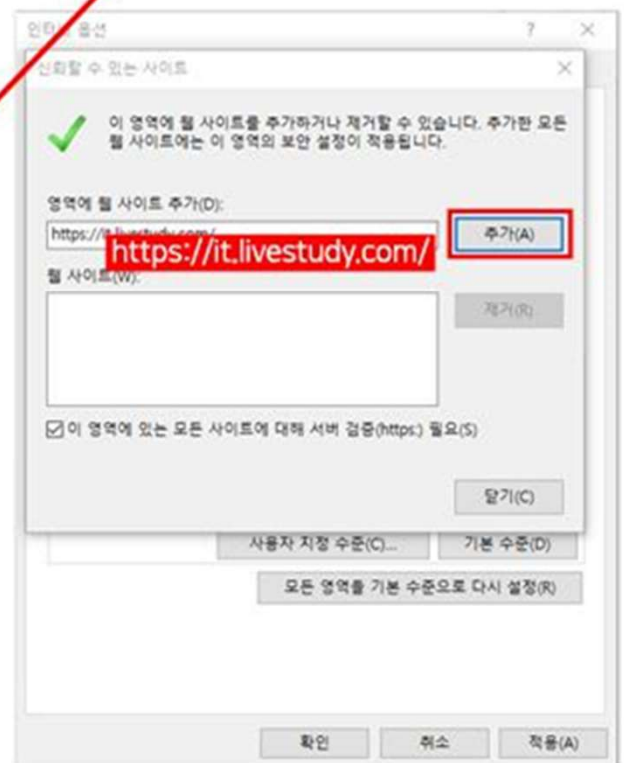 인터넷 옵션
신뢰할 수 있는 사이트
이 영역에 웹 사이트를 추가하거나 제거할 수 있습니다. 추가한 모든
웹 사이트에는 이 영역의 보안 설정이 적용됩니다.
영역에 웹 사이트 추가(D):
https://it.livestudy.com/
추가(A)
https://it.livestudy.com/
웹 사이트(W):
제거(R)
이 영역에 있는 모든 사이트에 대해 서버 검증(https:) 필요(S)
닫기(C)
사용자 지정 수준(C)...
기본 수준(D)
모든 영역을 기본 수준으로 다시 설정(R)
확인
취소
적용(A)